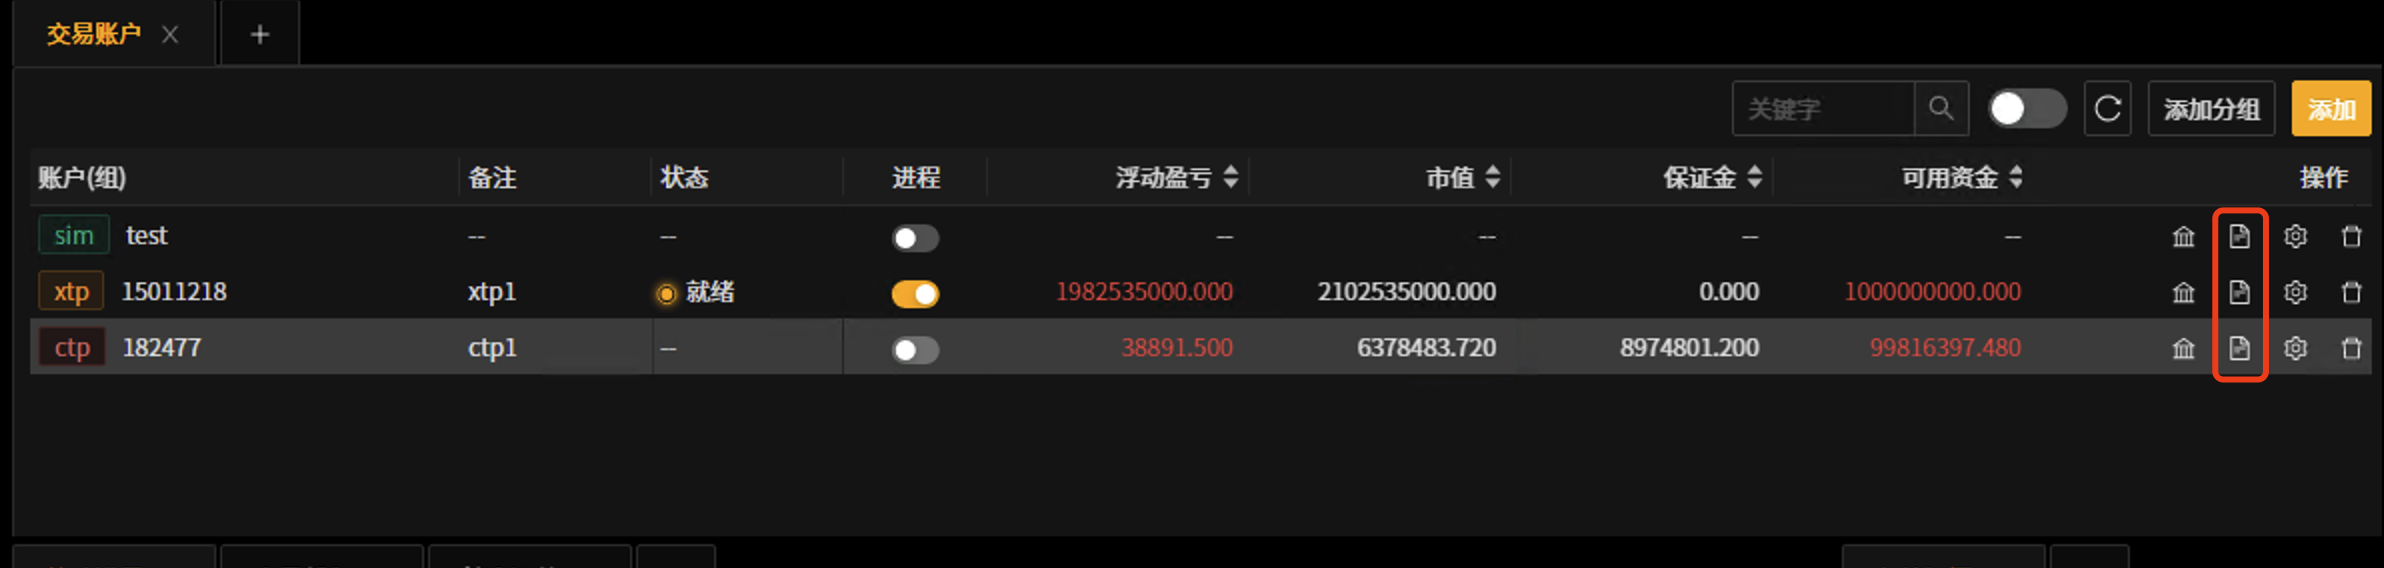 交易账户
关键字 添加分组 添加
账户(组) 备注 状态 进程 浮动盈亏 市值 保证金 可用资金 操作
sim test -- -- -- -- -- --
xtp 15011218 xtp1 就绪 1982535000.000 2102535000.000 0.000 1000000000.000
ctp 182477 ctp1 -- 38891.500 6378483.720 8974801.200 99816397.480